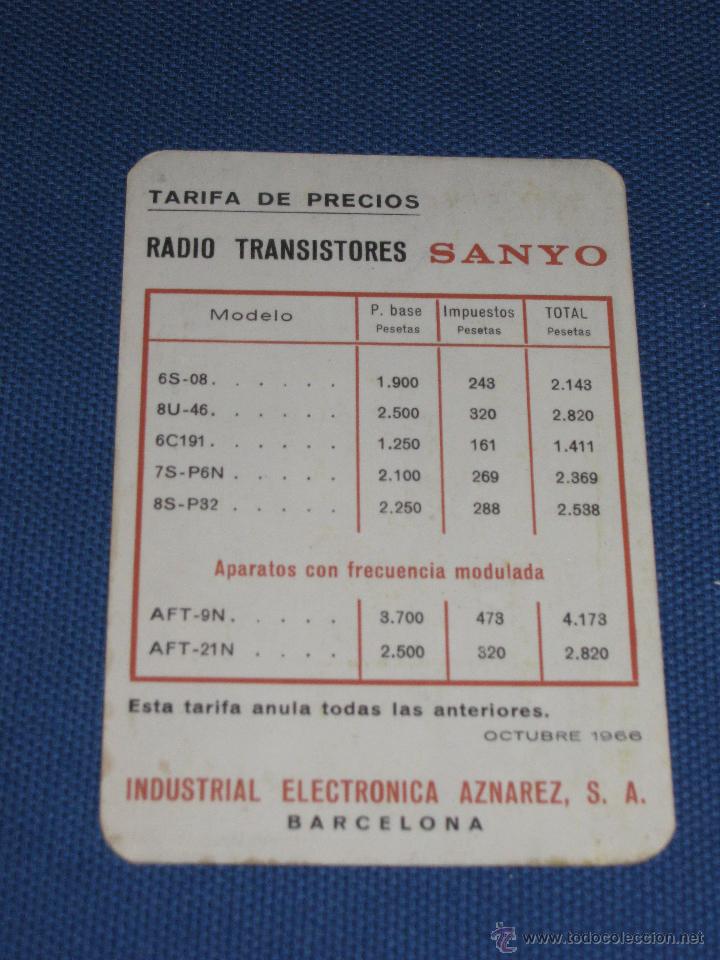 TARIFA DE PRECIOS
RADIO TRANSISTORES SANYO
Modelo P. base Pesetas Impuestos Pesetas TOTAL Pesetas
6S-08. . . . . . 1.900 243 2.143
8U-46. . . . . . 2.500 320 2.820
6C191. . . . . . 1.250 161 1.411
7S-P6N . . . . . 2.100 269 2.369
8S-P32 . . . . . 2.250 288 2.538
Aparatos con frecuencia modulada
AFT-9N. . . . . 3.700 473 4.173
AFT-21N . . . . 2.500 320 2.820
Esta tarifa anula todas las anteriores.
OCTUBRE 1966
INDUSTRIAL ELECTRONICA AZNAREZ, S. A.
BARCELONA
© www.todocoleccion.net